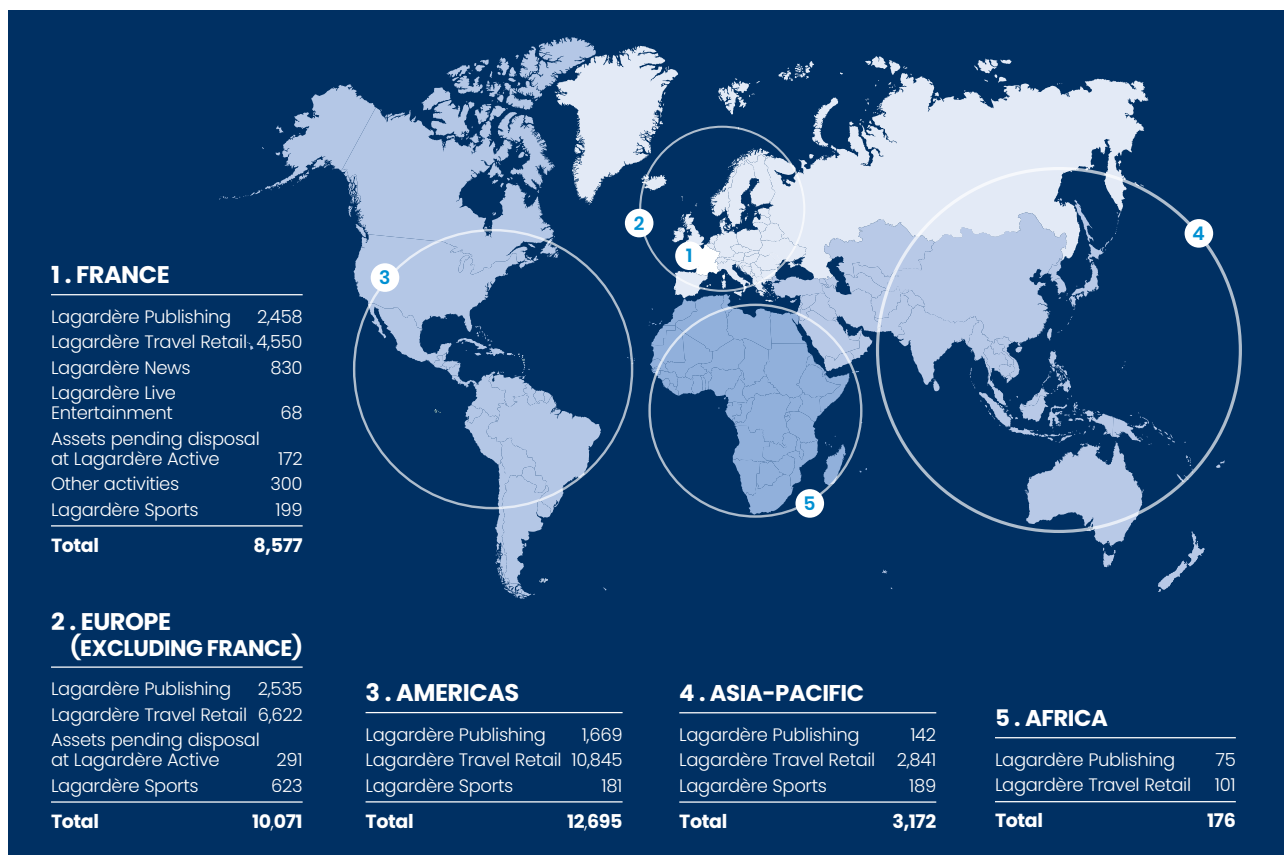 2
1
4
3
5
1 . FRANCE
Lagardère Publishing 2,458
Lagardère Travel Retail 4,550
Lagardère News 830
Lagardère Live
Entertainment 68
Assets pending disposal
at Lagardère Active 172
Other activities 300
Lagardère Sports 199
Total 8,577
2 . EUROPE
(EXCLUDING FRANCE)
Lagardère Publishing 2,535
Lagardère Travel Retail 6,622
Assets pending disposal
at Lagardère Active 291
Lagardère Sports 623
Total 10,071
3 . AMERICAS
Lagardère Publishing 1,669
Lagardère Travel Retail 10,845
Lagardère Sports 181
Total 12,695
4 . ASIA-PACIFIC
Lagardère Publishing 142
Lagardère Travel Retail 2,841
Lagardère Sports 189
Total 3,172
5 . AFRICA
Lagardère Publishing 75
Lagardère Travel Retail 101
Total 176